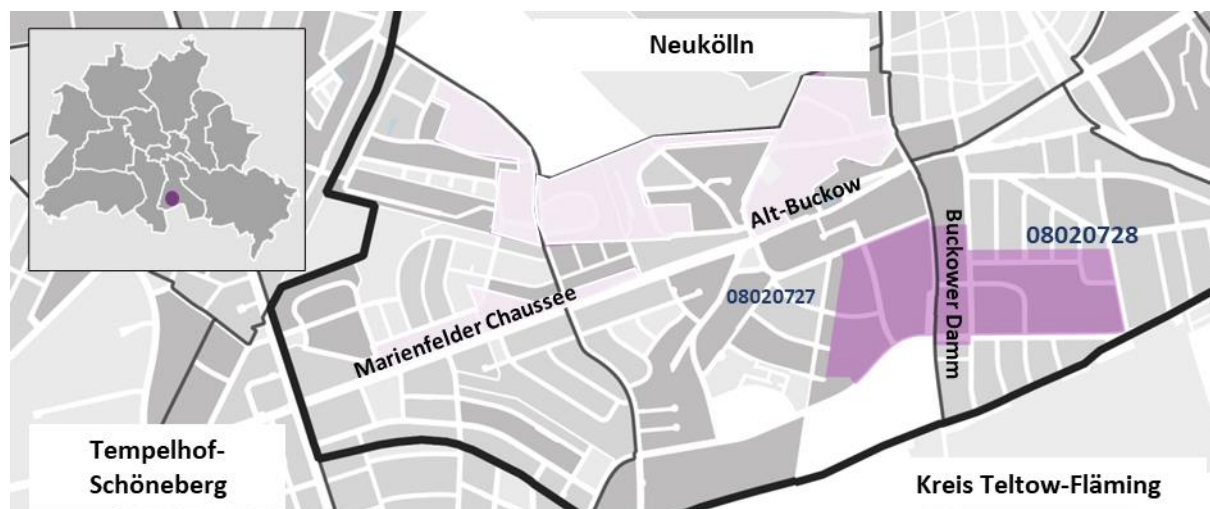 Neukölln
Alt-Buckow
Buckower Damm
08020728
08020727
Marienfelder Chaussee
Tempelhof-
Schöneberg
Kreis Teltow-Fläming